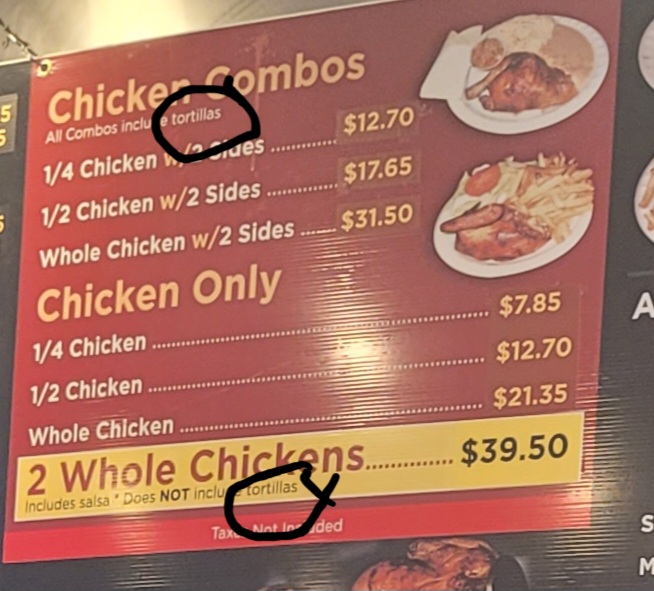 Chicken Combos
All Combos include tortillas
1/4 Chicken w/2 Sides ............ $12.70
1/2 Chicken w/2 Sides ............ $17.65
Whole Chicken w/2 Sides ...... $31.50
Chicken Only
1/4 Chicken ............ $7.85
1/2 Chicken ............ $12.70
Whole Chicken ............ $21.35
2 Whole Chickens............ $39.50
Includes salsa * Does NOT include tortillas
Taxes Not Included